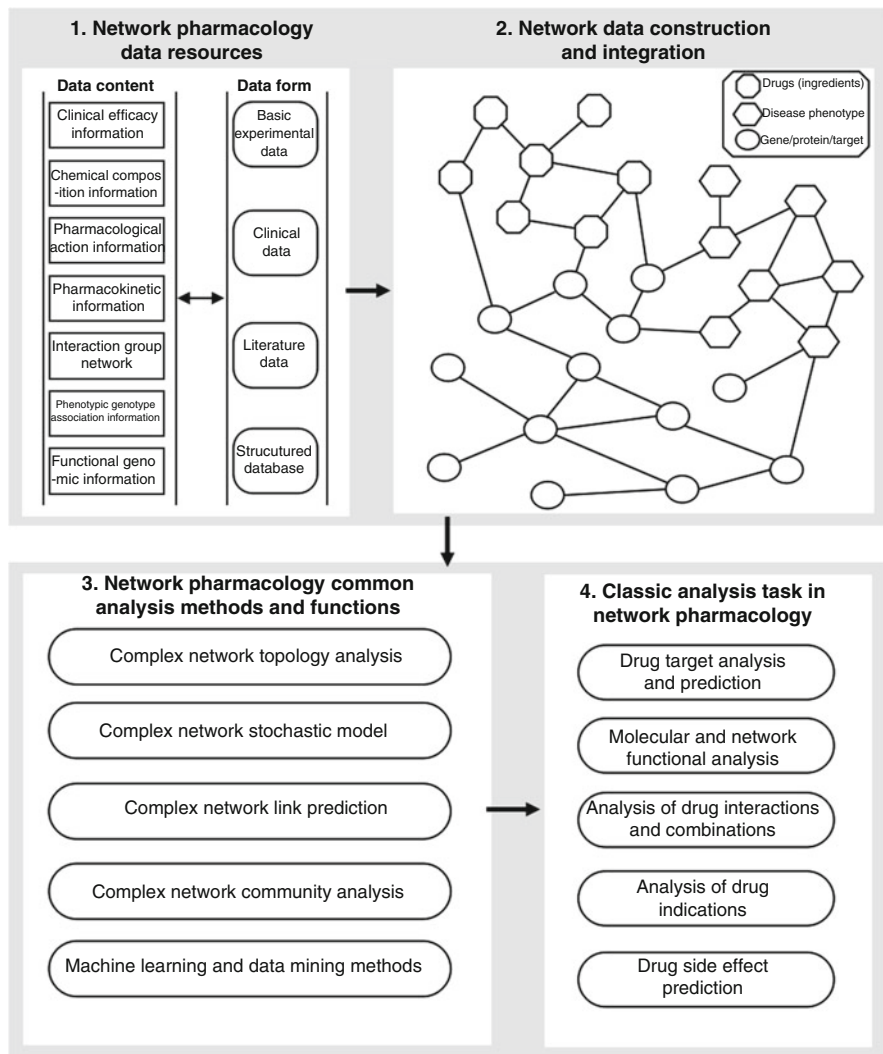 1. Network pharmacology
data resources
Data content
Clinical efficacy
information
Chemical compos
-ition information
Pharmacological
action information
Pharmacokinetic
information
Interaction group
network
Phenotypic genotype
association information
Functional geno
-mic information
Data form
Basic
experimental
data
Clinical
data
Literature
data
Strucutured
database
2. Network data construction
and integration
Drugs (ingredients)
Disease phenotype
Gene/protein/target
3. Network pharmacology common
analysis methods and functions
Complex network topology analysis
Complex network stochastic model
Complex network link prediction
Complex network community analysis
Machine learning and data mining methods
4. Classic analysis task in
network pharmacology
Drug target analysis
and prediction
Molecular and network
functional analysis
Analysis of drug interactions
and combinations
Analysis of drug
indications
Drug side effect
prediction